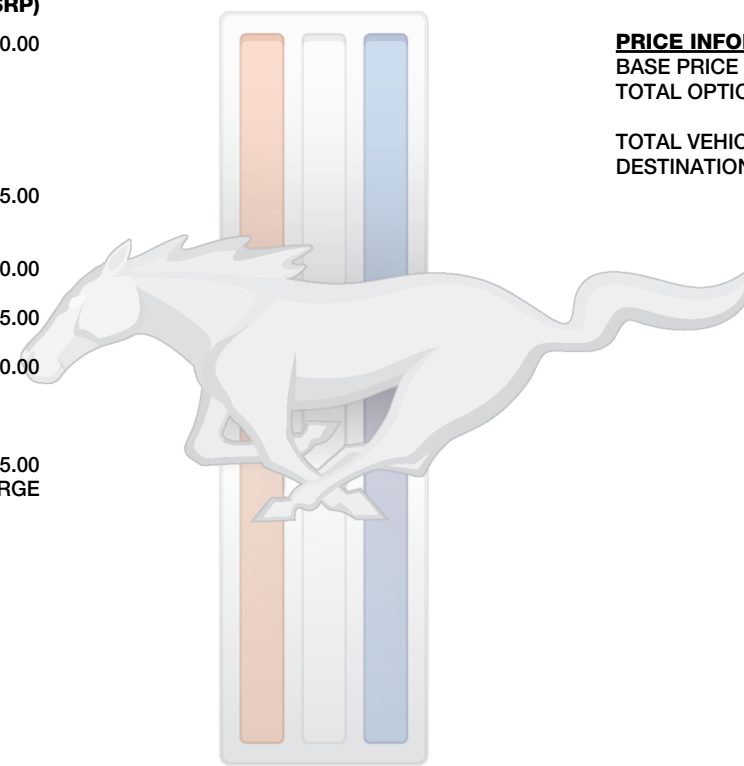 SRP)
0.00
5.00
0.00
5.00
0.00
5.00
RGE
PRICE INFO
BASE PRICE
TOTAL OPTIO
TOTAL VEHIC
DESTINATION